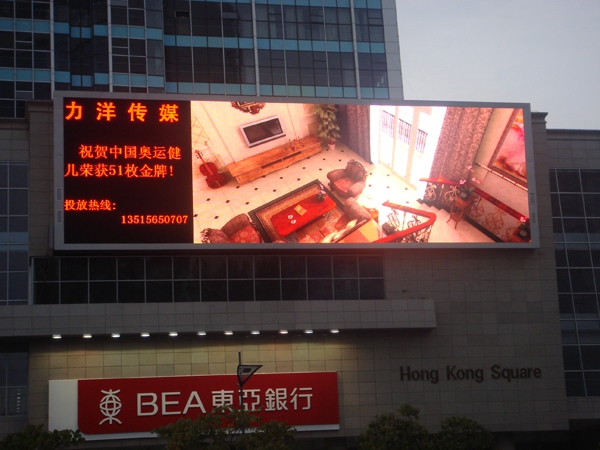 力洋传媒
祝贺中国奥运健
儿荣获51枚金牌!
投放热线:
13515650707
Hong Kong Square
BEA東亞銀行